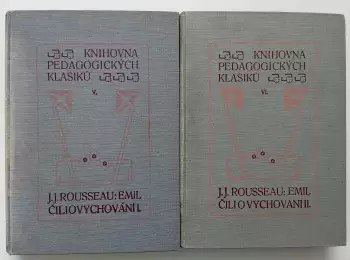 KNIHOVNA
PEDAGOGICKÝCH
KLASIKŮ
V.
J.J. ROUSSEAU: EMIL
ČILI O VYCHOVÁNÍ I.
KNIHOVNA
PEDAGOGICKÝCH
KLASIKŮ
VI.
J.J. ROUSSEAU: EMIL
ČILI O VYCHOVÁNÍ II.